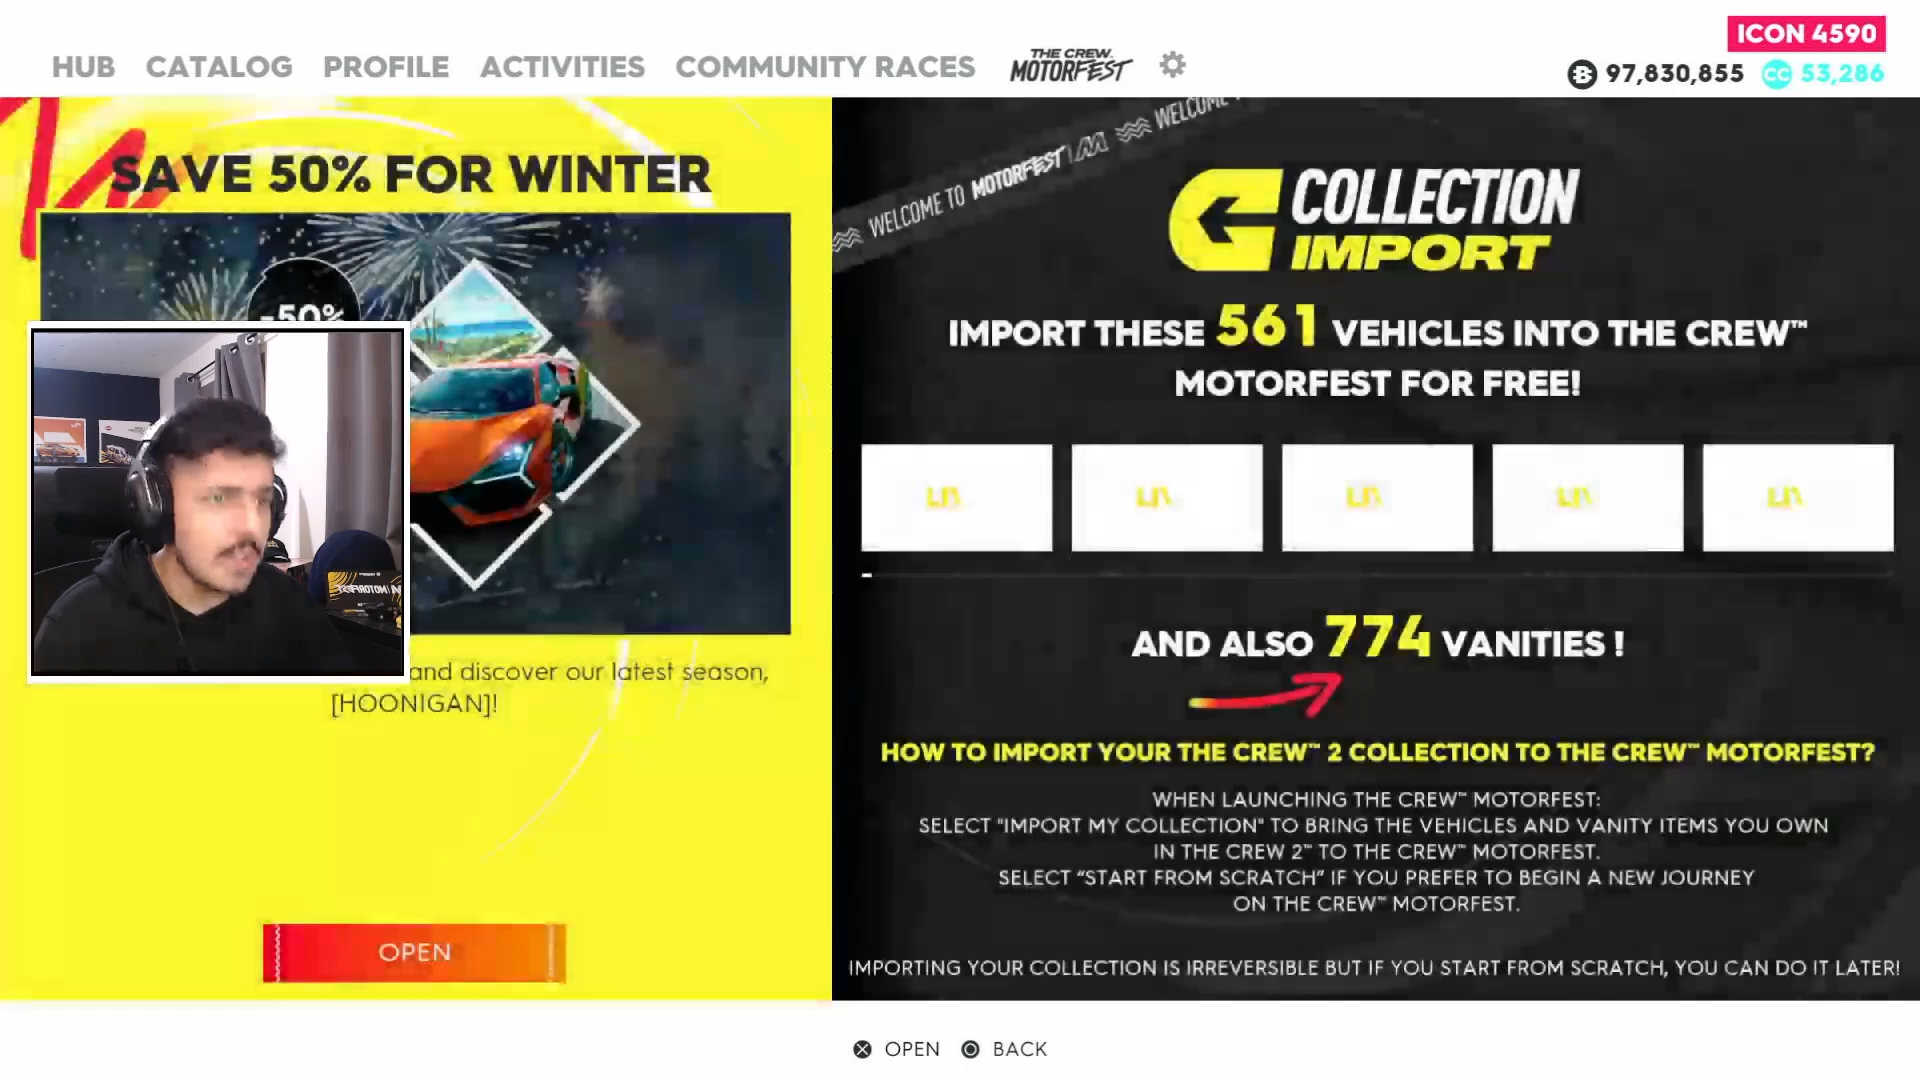 ICON 4590
HUB CATALOG PROFILE ACTIVITIES COMMUNITY RACES THE CREW MOTORFEST
97,830,855 CC 53,286
SAVE 50% FOR WINTER
-50%
and discover our latest season,
[HOONIGAN]!
OPEN
WELCOME TO MOTORFEST WELCOME
COLLECTION
IMPORT
IMPORT THESE 561 VEHICLES INTO THE CREW™
MOTORFEST FOR FREE!
AND ALSO 774 VANITIES !
HOW TO IMPORT YOUR THE CREW™ 2 COLLECTION TO THE CREW™ MOTORFEST?
WHEN LAUNCHING THE CREW™ MOTORFEST:
SELECT "IMPORT MY COLLECTION" TO BRING THE VEHICLES AND VANITY ITEMS YOU OWN
IN THE CREW 2™ TO THE CREW™ MOTORFEST.
SELECT “START FROM SCRATCH” IF YOU PREFER TO BEGIN A NEW JOURNEY
ON THE CREW™ MOTORFEST.
IMPORTING YOUR COLLECTION IS IRREVERSIBLE BUT IF YOU START FROM SCRATCH, YOU CAN DO IT LATER!
OPEN BACK